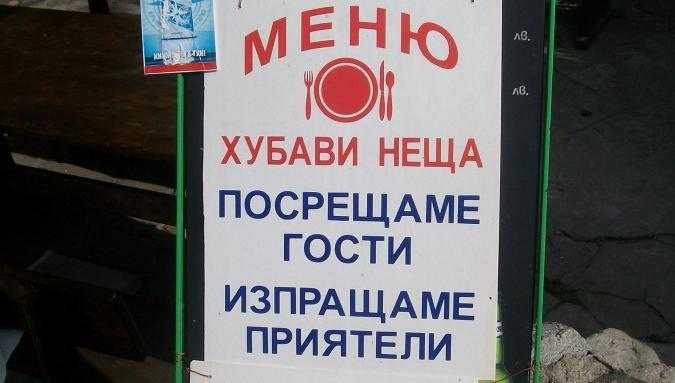 МЕНЮ
лв.
лв.
ХУБАВИ НЕЩА
ПОСРЕЩАМЕ
ГОСТИ
ИЗПРАЩАМЕ
ПРИЯТЕЛИ